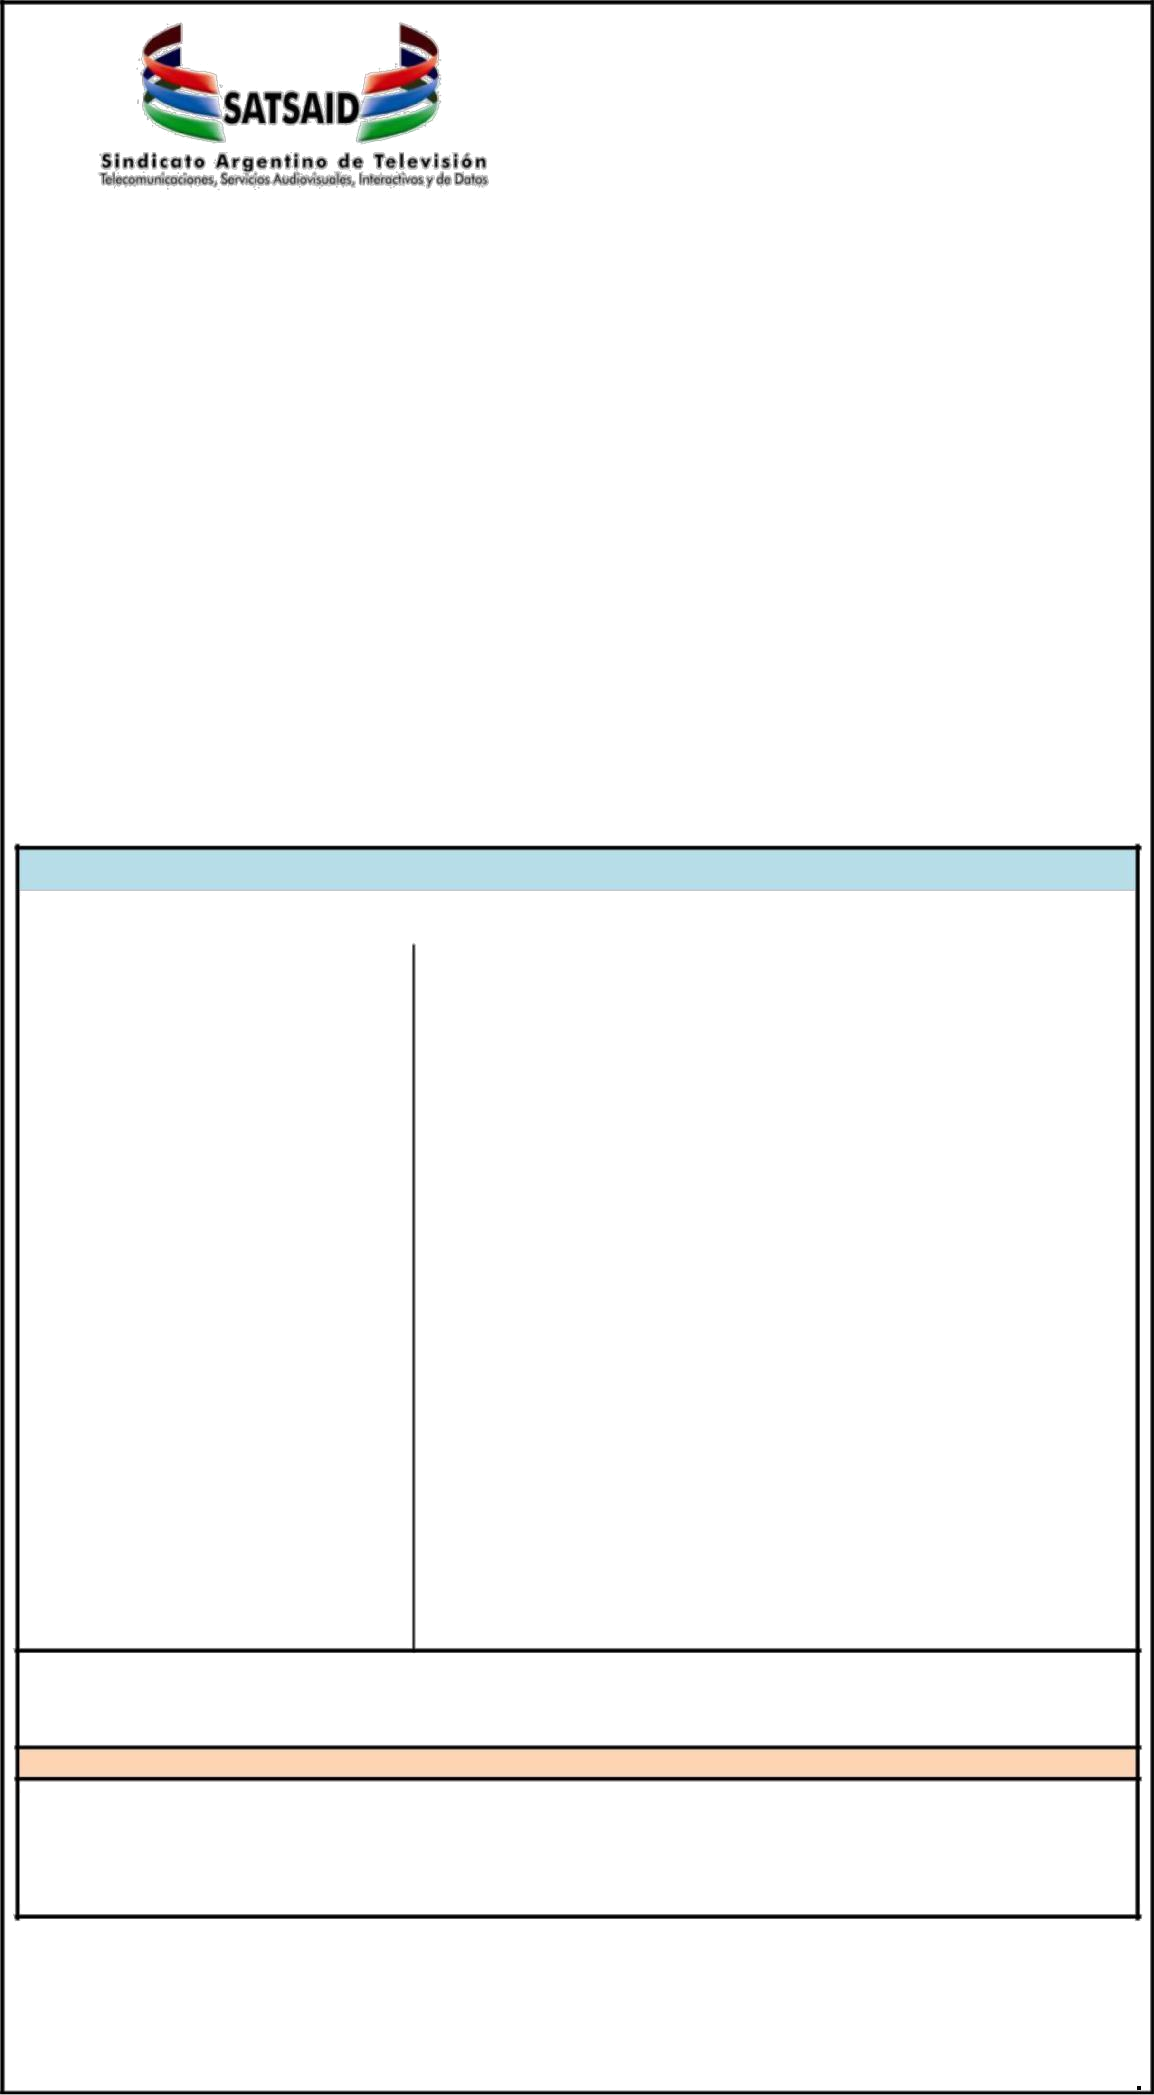 SATSAID
Sindicato Argentino de Televisión
Telecomunicaciones, Servicios Audiovisuales, Interactivos y de Datos